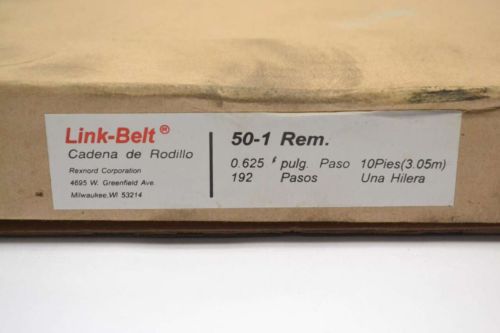 Link-Belt®
Cadena de Rodillo
Rexnord Corporation
4695 W. Greenfield Ave
Milwaukee,WI 53214
50-1 Rem.
0.625 " pulg. Paso 10Pies(3.05m)
192 Pasos Una Hilera